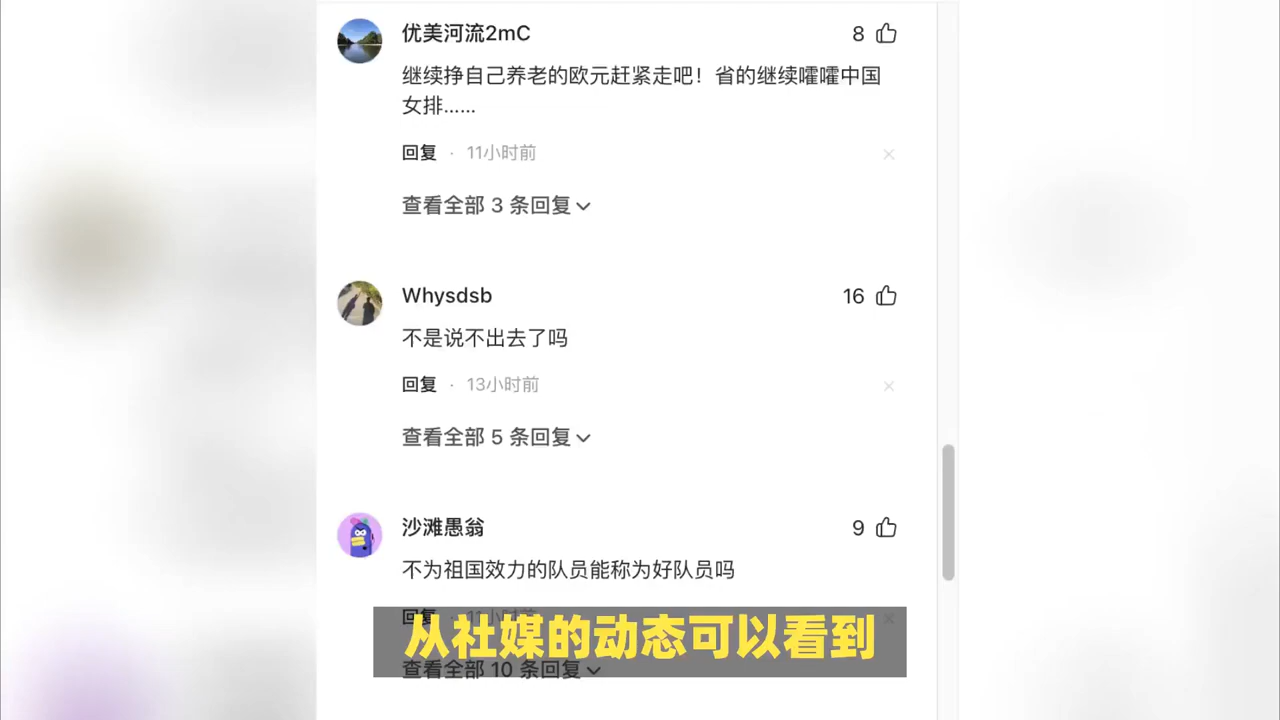 优美河流2mC
8
继续挣自己养老的欧元赶紧走吧！省的继续嚯嚯中国
女排……
回复 · 11小时前
查看全部 3 条回复
Whysdsb
16
不是说不出去了吗
回复 · 13小时前
查看全部 5 条回复
沙滩愚翁
9
不为祖国效力的队员能称为好队员吗
回复 · 11小时前
从社媒的动态可以看到
查看全部 10 条回复